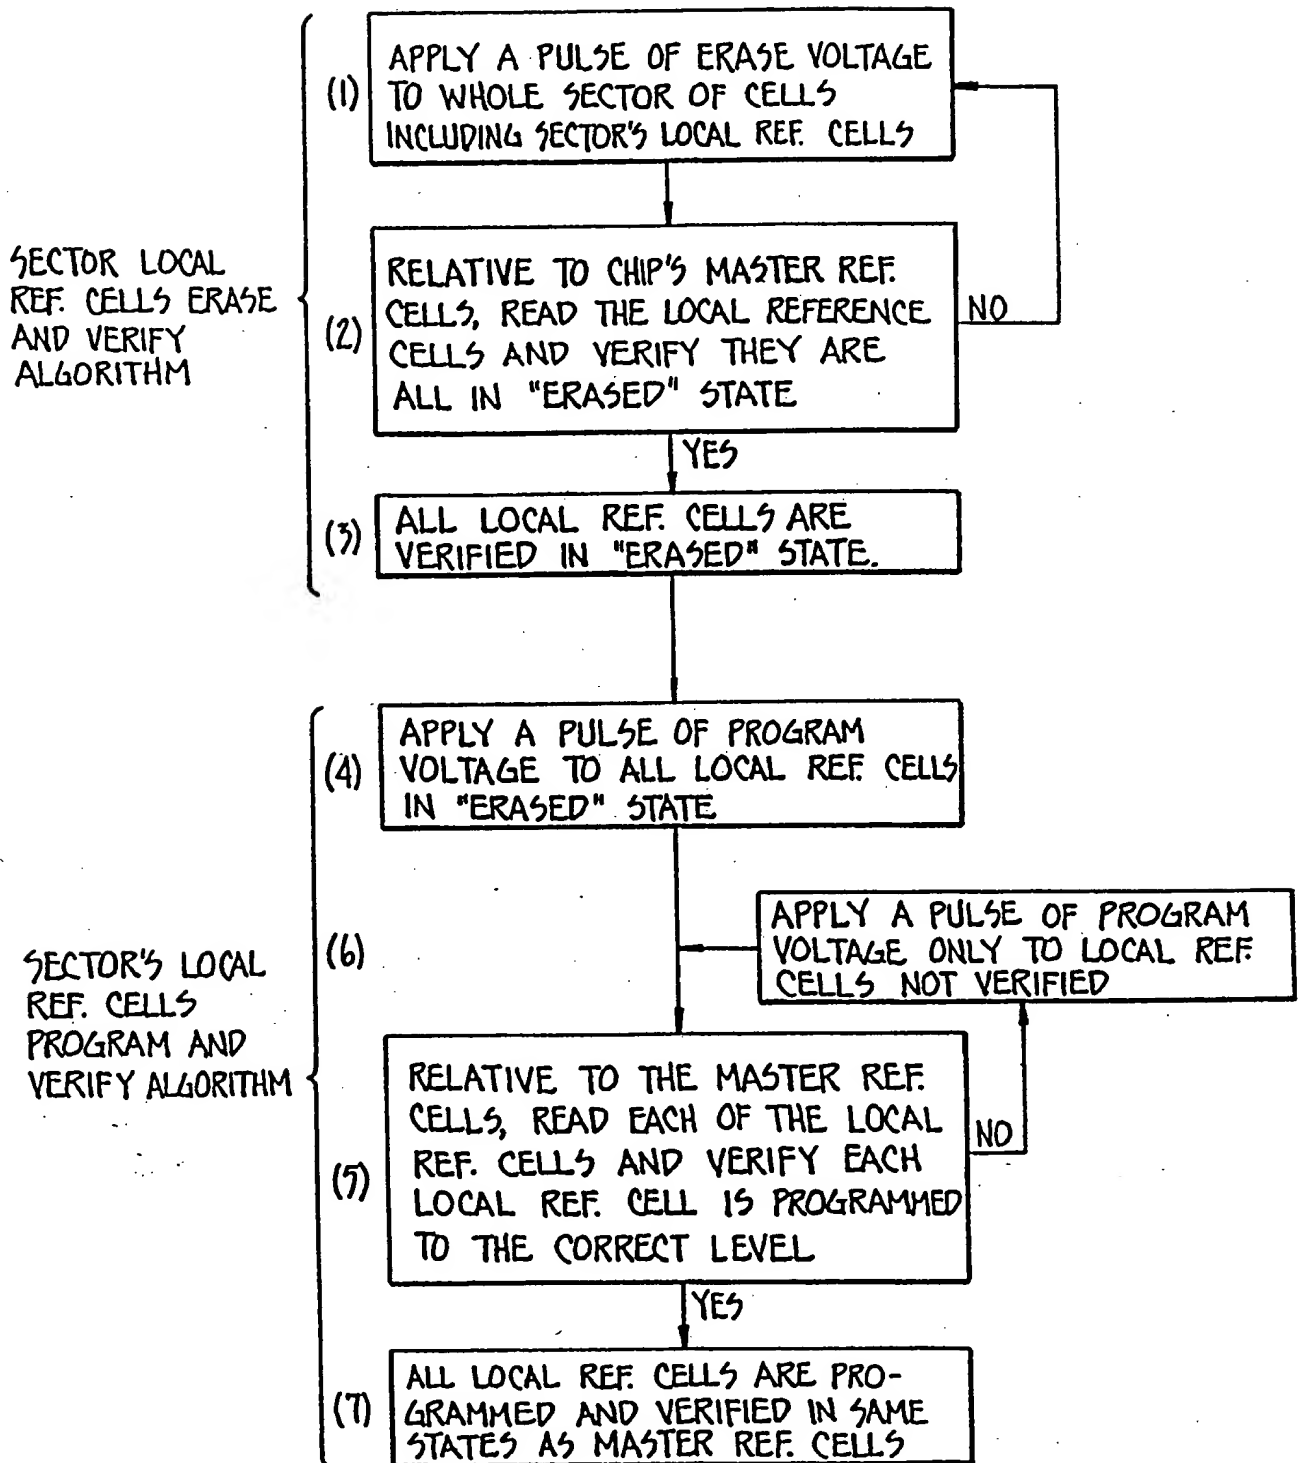 (1)
APPLY A PULSE OF ERASE VOLTAGE
TO WHOLE SECTOR OF CELLS
INCLUDING SECTOR'S LOCAL REF. CELLS
SECTOR LOCAL
REF. CELLS ERASE
AND VERIFY
ALGORITHM
(2)
RELATIVE TO CHIP'S MASTER REF.
CELLS, READ THE LOCAL REFERENCE
CELLS AND VERIFY THEY ARE
ALL IN "ERASED" STATE
NO
YES
(3)
ALL LOCAL REF. CELLS ARE
VERIFIED IN "ERASED" STATE.
(4)
APPLY A PULSE OF PROGRAM
VOLTAGE TO ALL LOCAL REF. CELLS
IN "ERASED" STATE
(6)
APPLY A PULSE OF PROGRAM
VOLTAGE ONLY TO LOCAL REF.
CELLS NOT VERIFIED
SECTOR'S LOCAL
REF. CELLS
PROGRAM AND
VERIFY ALGORITHM
(5)
RELATIVE TO THE MASTER REF.
CELLS, READ EACH OF THE LOCAL
REF. CELLS AND VERIFY EACH
LOCAL REF. CELL IS PROGRAMMED
TO THE CORRECT LEVEL
NO
YES
(7)
ALL LOCAL REF. CELLS ARE PRO-
GRAMMED AND VERIFIED IN SAME
STATES AS MASTER REF. CELLS